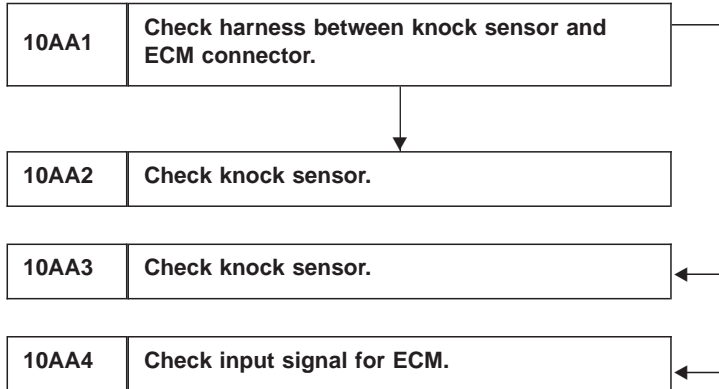 10AA1
Check harness between knock sensor and
ECM connector.
10AA2
Check knock sensor.
10AA3
Check knock sensor.
10AA4
Check input signal for ECM.